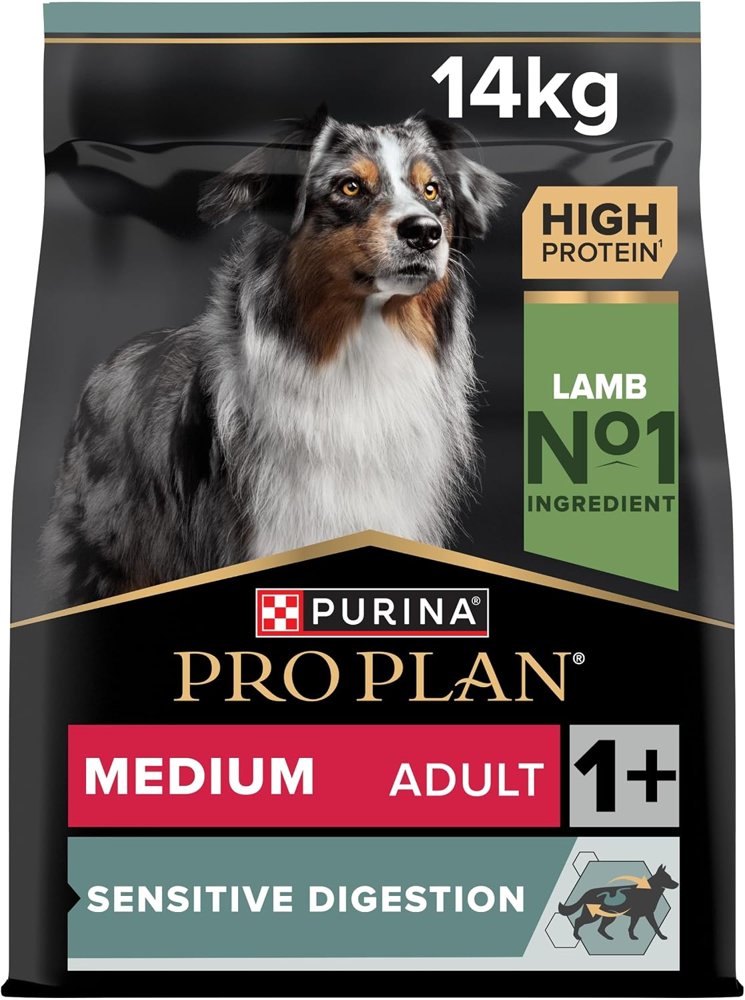 14kg
HIGH
PROTEIN¹
LAMB
Nº1
INGREDIENT
PURINA®
PRO PLAN®
MEDIUM ADULT 1+
SENSITIVE DIGESTION